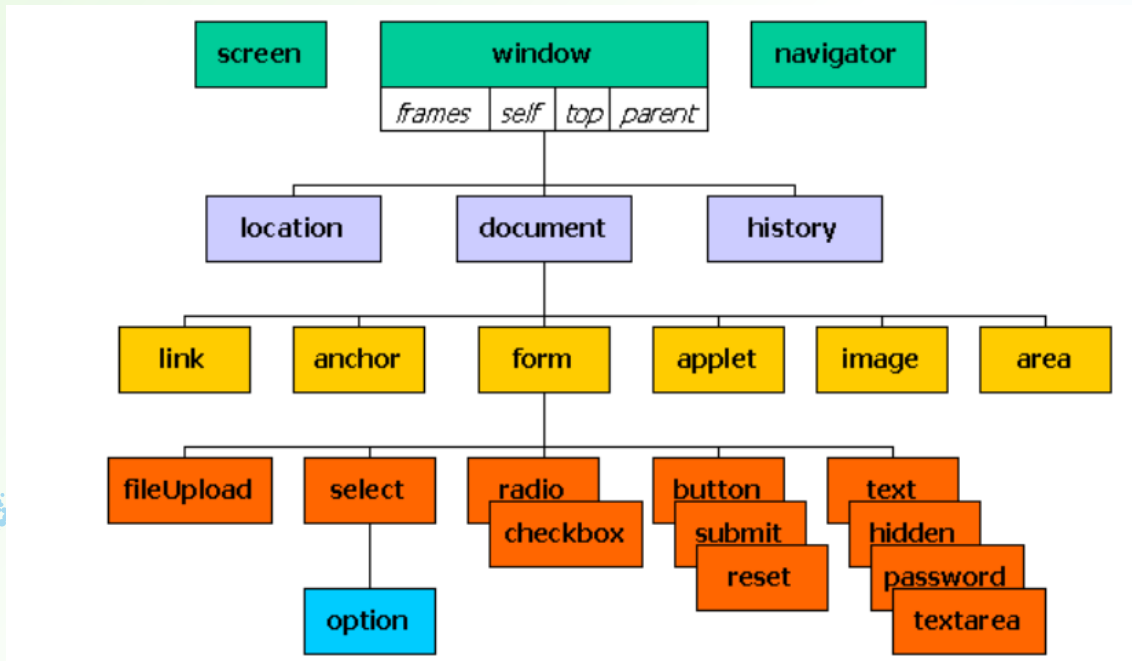 screen window navigator
frames self top parent
location document history
link anchor form applet image area
fileUpload select radio button text
checkbox submit hidden
reset password
option textarea